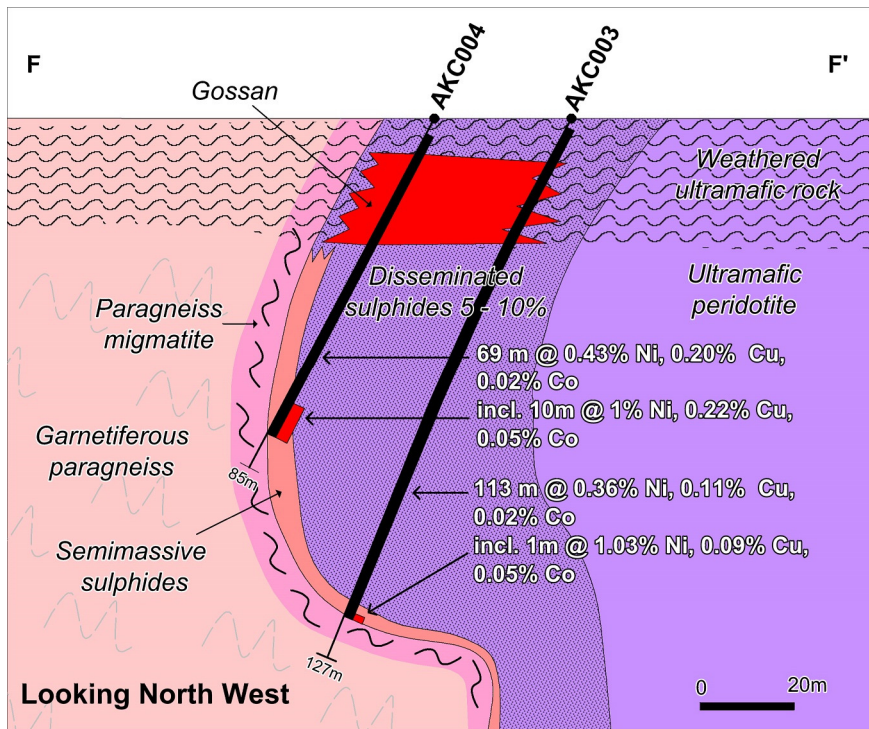 F
AKC004
AKC003
F'
Gossan
Weathered
ultramafic rock
Disseminated
sulphides 5 - 10%
Ultramafic
peridotite
Paragneiss
migmatite
69 m @ 0.43% Ni, 0.20% Cu,
0.02% Co
incl. 10m @ 1% Ni, 0.22% Cu,
0.05% Co
Garnetiferous
paragneiss
85m
113 m @ 0.36% Ni, 0.11% Cu,
0.02% Co
incl. 1m @ 1.03% Ni, 0.09% Cu,
0.05% Co
Semimassive
sulphides
127m
Looking North West
0 20m